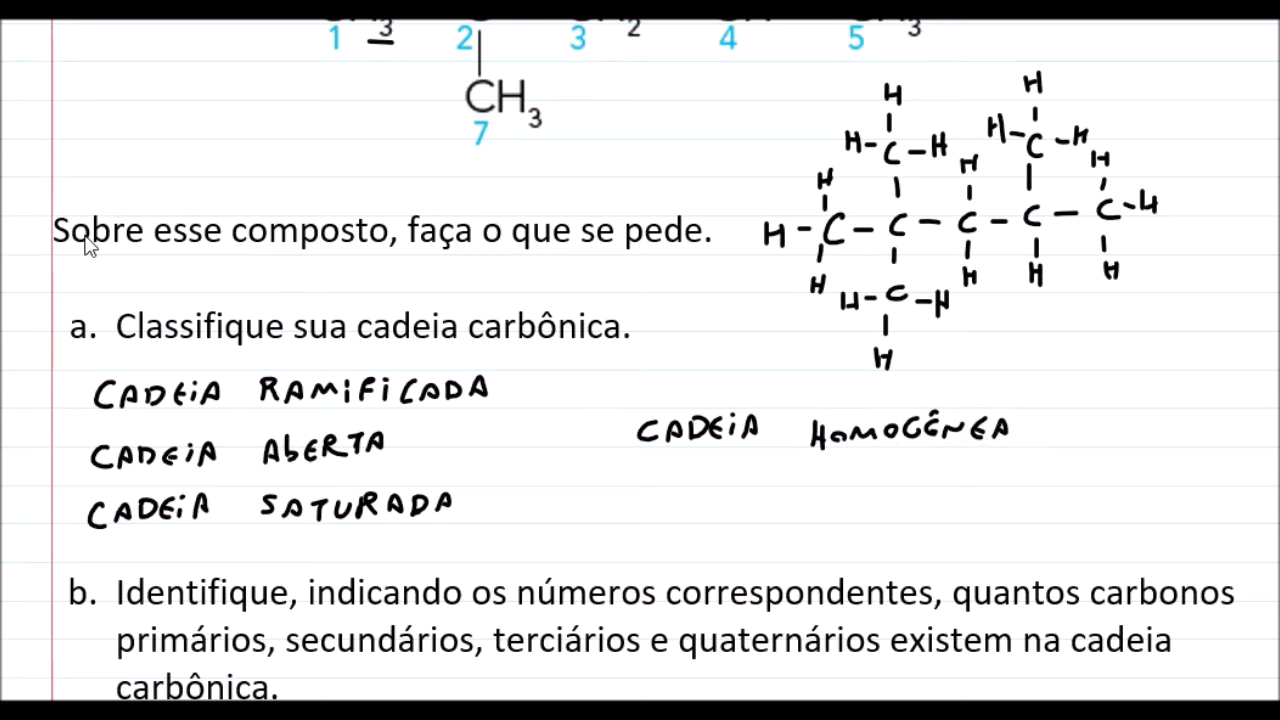 1 3 2 3 2 4 5 3
CH3
7
H H
H-C-H H-C-H
H H H
H-C-C-C-C-C-H
H H H H
H-C-H
H
Sobre esse composto, faça o que se pede.
a. Classifique sua cadeia carbônica.
CADEiA RAMIFiCADA
CADEiA HOMOGÊNEA
CADEiA AbERTA
CADEiA SATURADA
b. Identifique, indicando os números correspondentes, quantos carbonos
primários, secundários, terciários e quaternários existem na cadeia
carbônica.